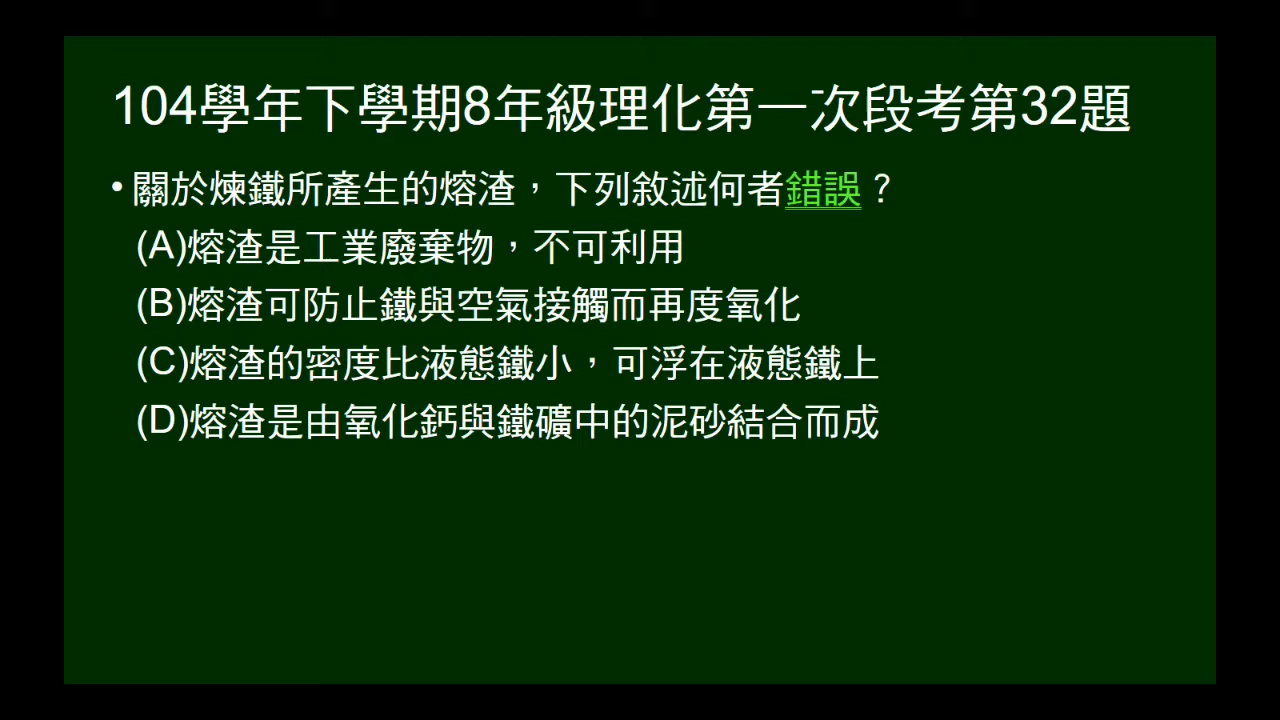 104學年下學期8年級理化第一次段考第32題
•關於煉鐵所產生的熔渣，下列敘述何者錯誤？
(A)熔渣是工業廢棄物，不可利用
(B)熔渣可防止鐵與空氣接觸而再度氧化
(C)熔渣的密度比液態鐵小，可浮在液態鐵上
(D)熔渣是由氧化鈣與鐵礦中的泥砂結合而成